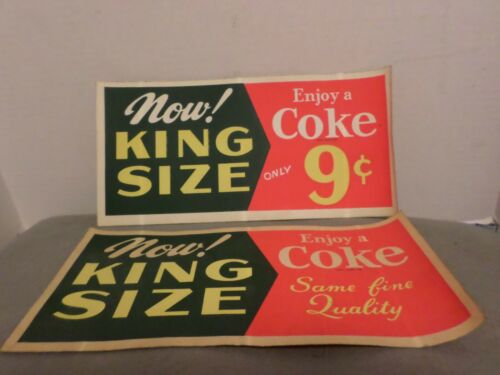 Now!
KING
SIZE
Enjoy a
Coke
ONLY 9¢
Now!
KING
SIZE
Enjoy a
Coke
Same fine
Quality